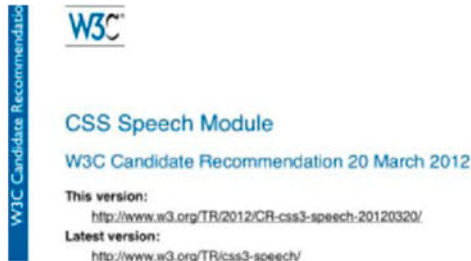 W3C Candidate Recommendatio
W3C®
CSS Speech Module
W3C Candidate Recommendation 20 March 2012
This version:
http://www.w3.org/TR/2012/CR-css3-speech-20120320/
Latest version:
http://www.w3.org/TR/css3-speech/